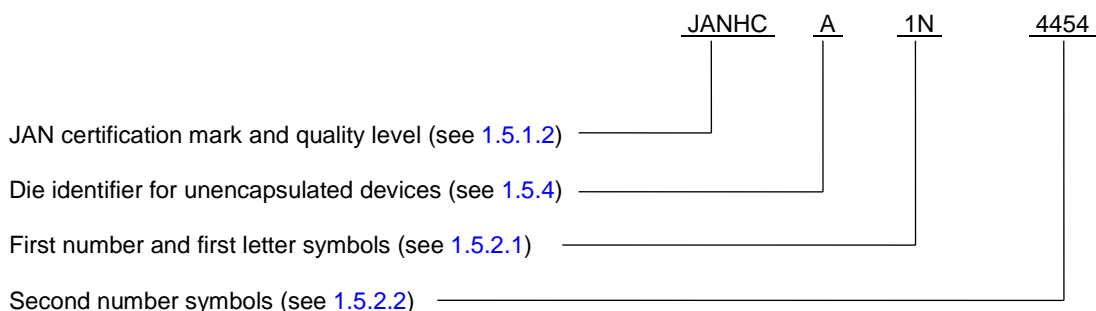 JANHC A 1N 4454
JAN certification mark and quality level (see 1.5.1.2)
Die identifier for unencapsulated devices (see 1.5.4)
First number and first letter symbols (see 1.5.2.1)
Second number symbols (see 1.5.2.2)